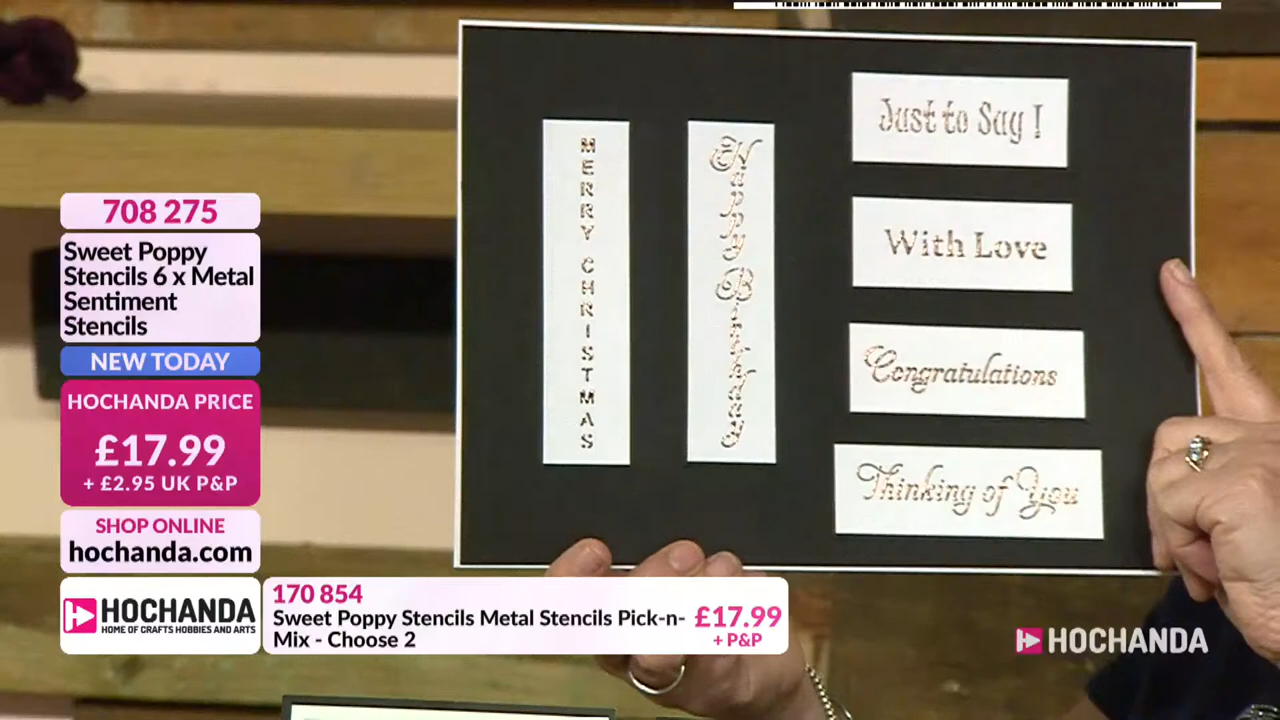 708 275
Sweet Poppy
Stencils 6 x Metal
Sentiment
Stencils
NEW TODAY
HOCHANDA PRICE
£17.99
+ £2.95 UK P&P
SHOP ONLINE
hochanda.com
HOCHANDA
HOME OF CRAFTS HOBBIES AND ARTS
170 854
Sweet Poppy Stencils Metal Stencils Pick-n-
Mix - Choose 2
£17.99
+ P&P
MERRY CHRISTMAS
Happy Birthday
Just to Say !
With Love
Congratulations
Thinking of You
HOCHANDA